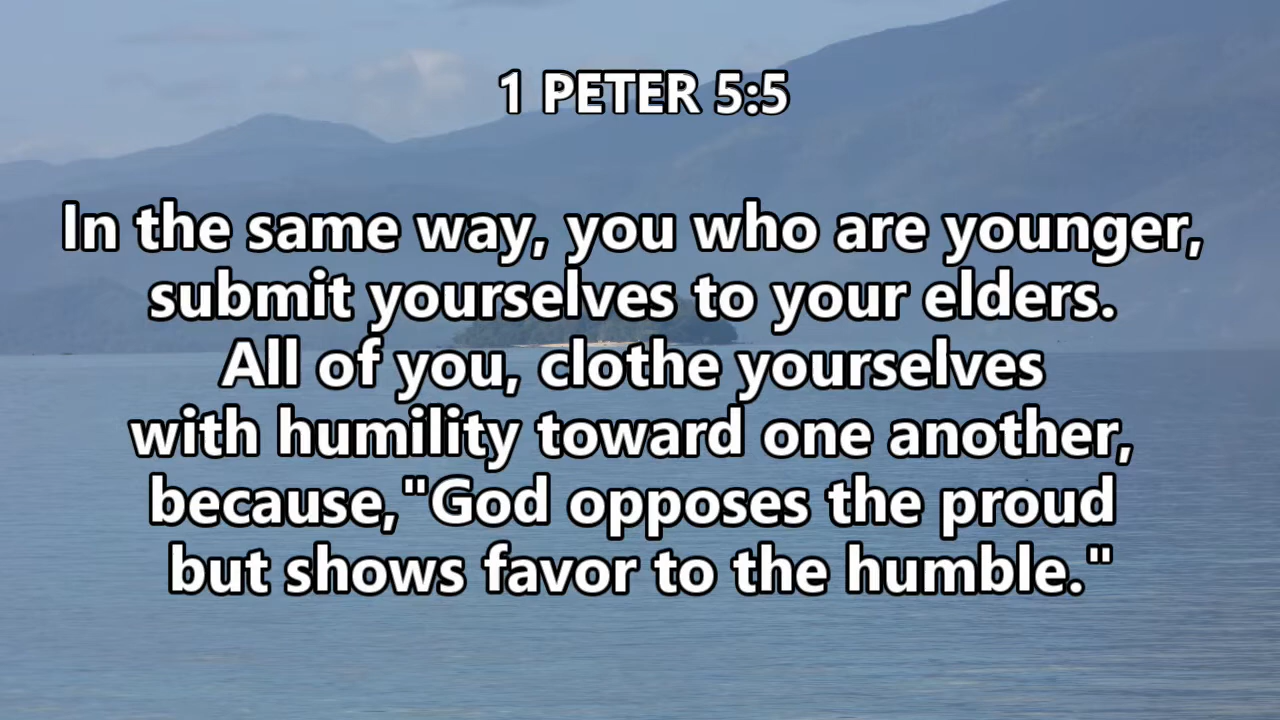 1 PETER 5:5
In the same way, you who are younger,
submit yourselves to your elders.
All of you, clothe yourselves
with humility toward one another,
because,"God opposes the proud
but shows favor to the humble."